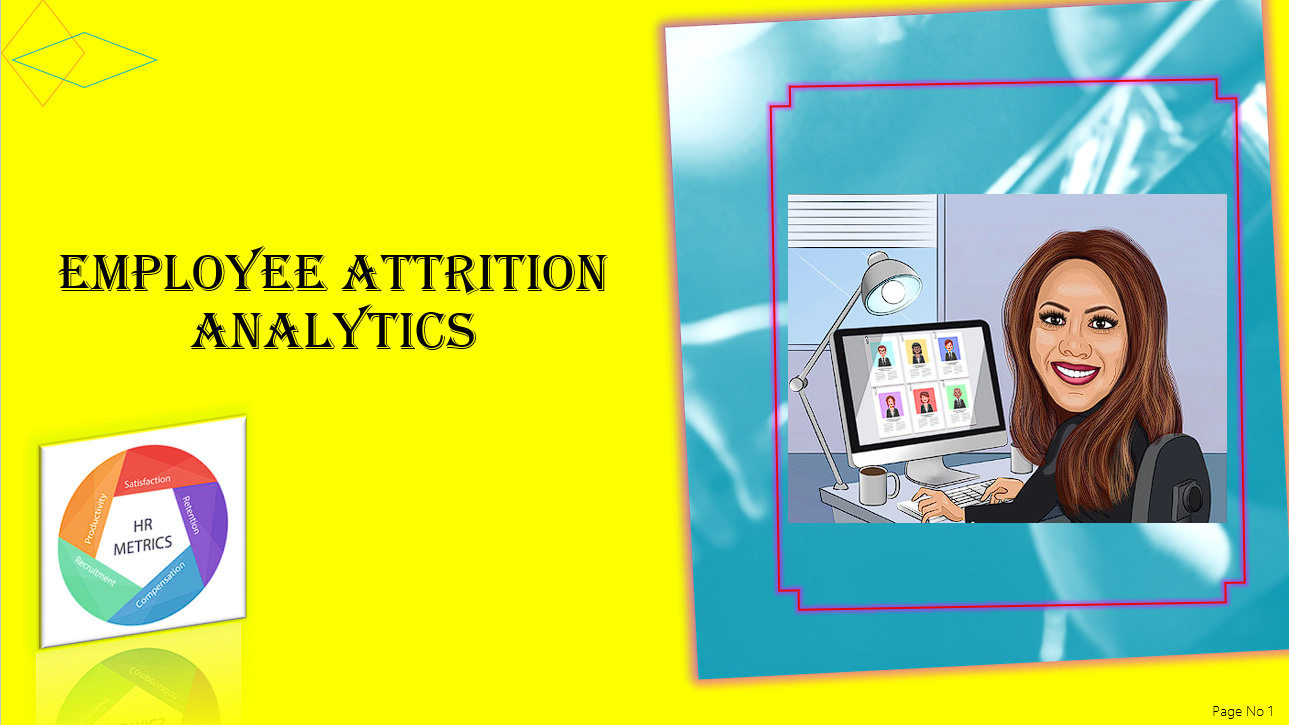 EMPLOYEE ATTRITION
ANALYTICS
Satisfaction
Productivity
Retention
HR
METRICS
Recruitment
Compensation
Page No 1